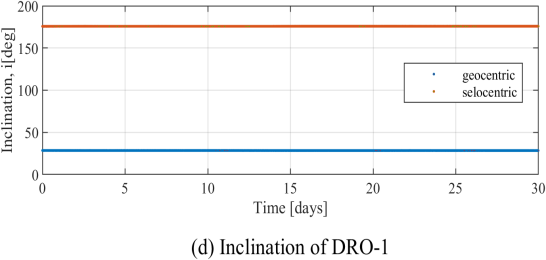 200
150
100
50
0
Inclination, i[deg]
geocentric
selocentric
0 5 10 15 20 25 30
Time [days]
(d) Inclination of DRO-1